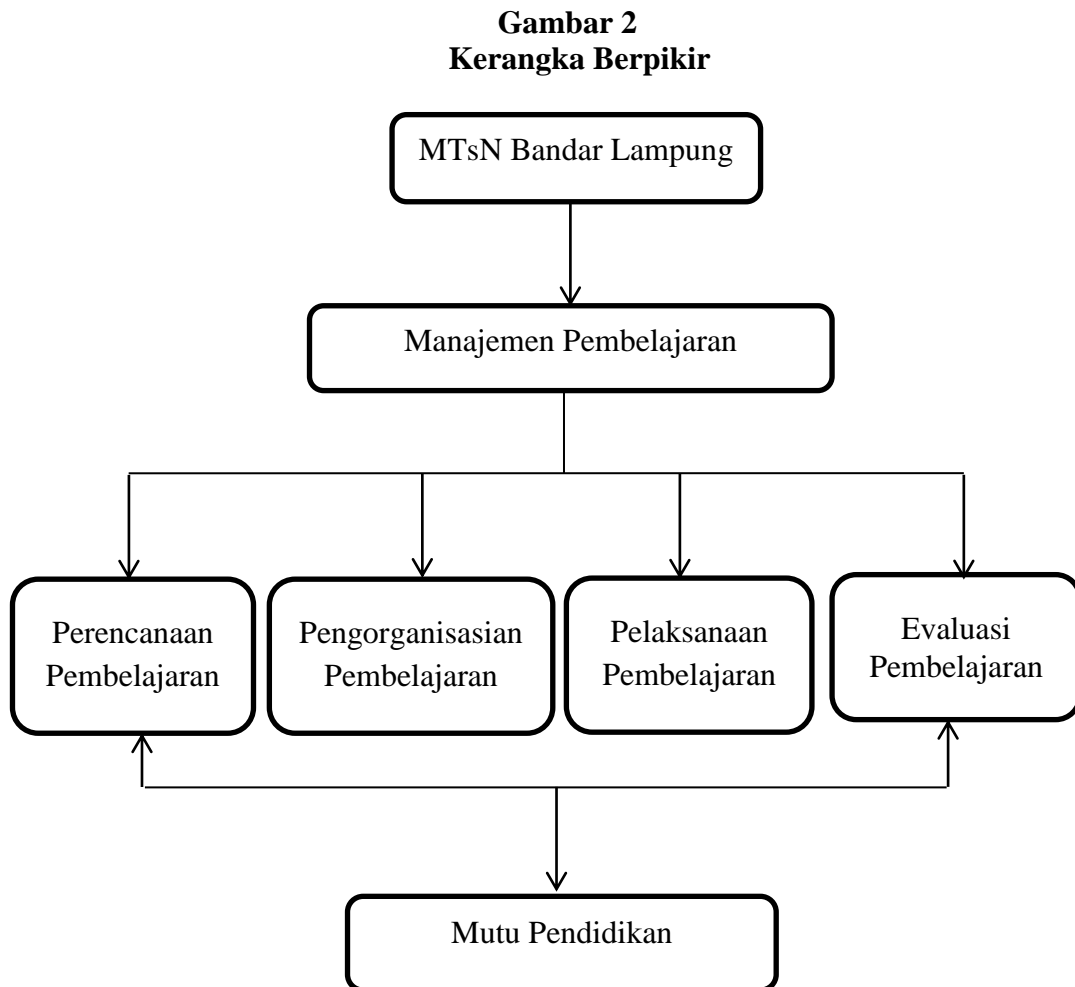 Gambar 2
Kerangka Berpikir
MTsN Bandar Lampung
Manajemen Pembelajaran
Perencanaan
Pembelajaran
Pengorganisasian
Pembelajaran
Pelaksanaan
Pembelajaran
Evaluasi
Pembelajaran
Mutu Pendidikan